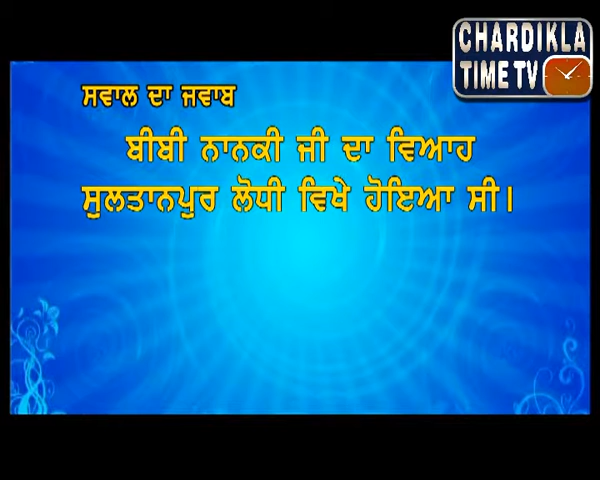 CHARDIKLA
TIME TV
ਸਵਾਲ ਦਾ ਜਵਾਬ
ਬੀਬੀ ਨਾਨਕੀ ਜੀ ਦਾ ਵਿਆਹ
ਸੁਲਤਾਨਪੁਰ ਲੋਧੀ ਵਿਖੇ ਹੋਇਆ ਸੀ।